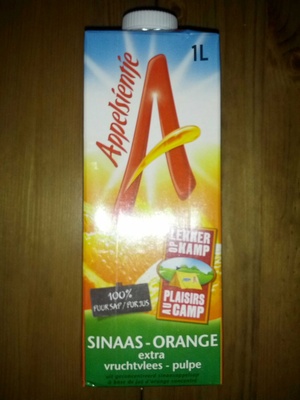 1L
Appelsientje
A
LEKKER
OP KAMP
PLAISIRS
AU CAMP
100%
PUUR SAP / PUR JUS
SINAAS - ORANGE
extra
vruchtvlees - pulpe